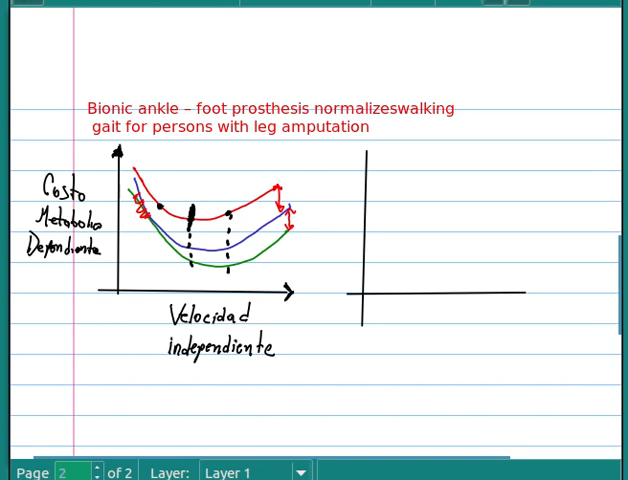 Bionic ankle – foot prosthesis normalizeswalking
gait for persons with leg amputation
Costo
Metabolico
Dependiente
Velocidad
independiente
Page 2 of 2 Layer: Layer 1